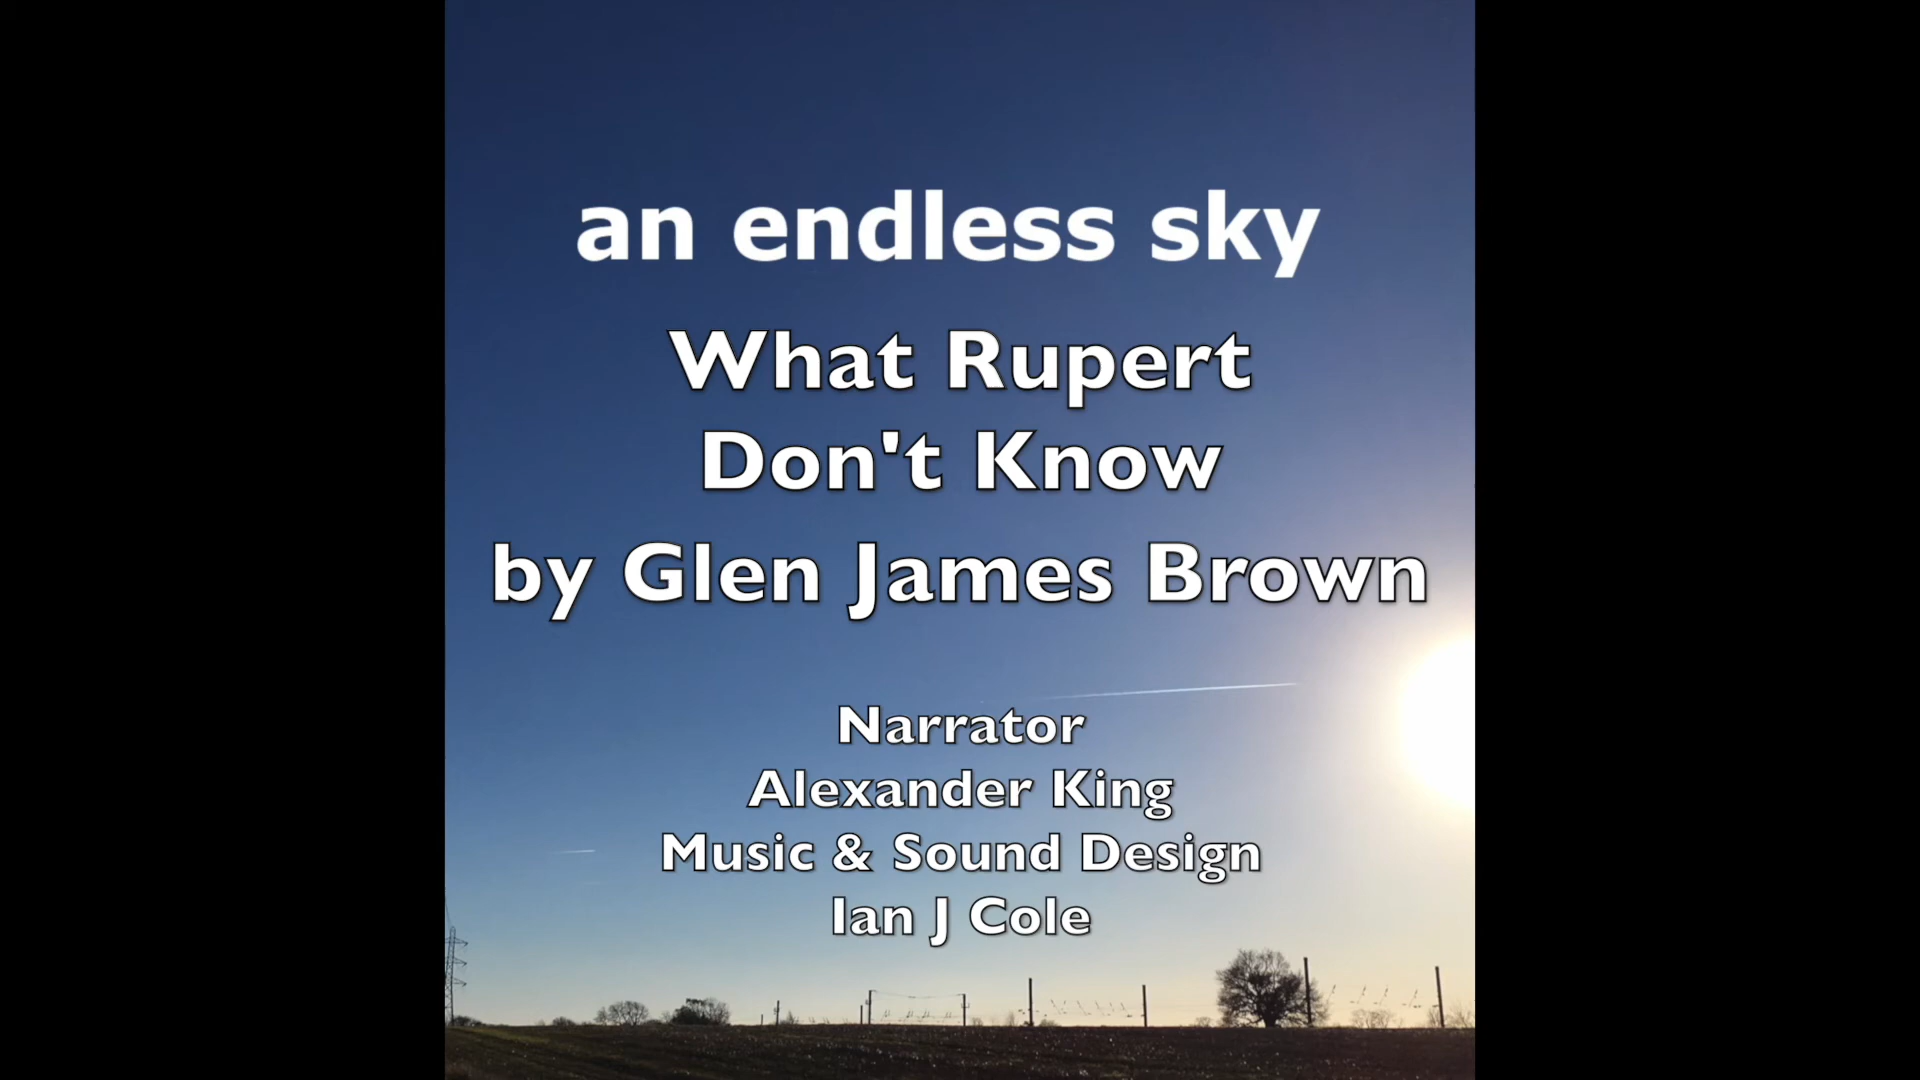 an endless sky
What Rupert
Don't Know
by Glen James Brown
Narrator
Alexander King
Music & Sound Design
Ian J Cole